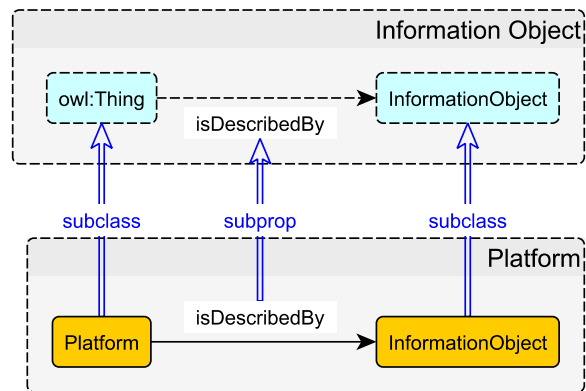 Information Object
owl:Thing
InformationObject
isDescribedBy
subclass
subprop
subclass
Platform
isDescribedBy
Platform
InformationObject